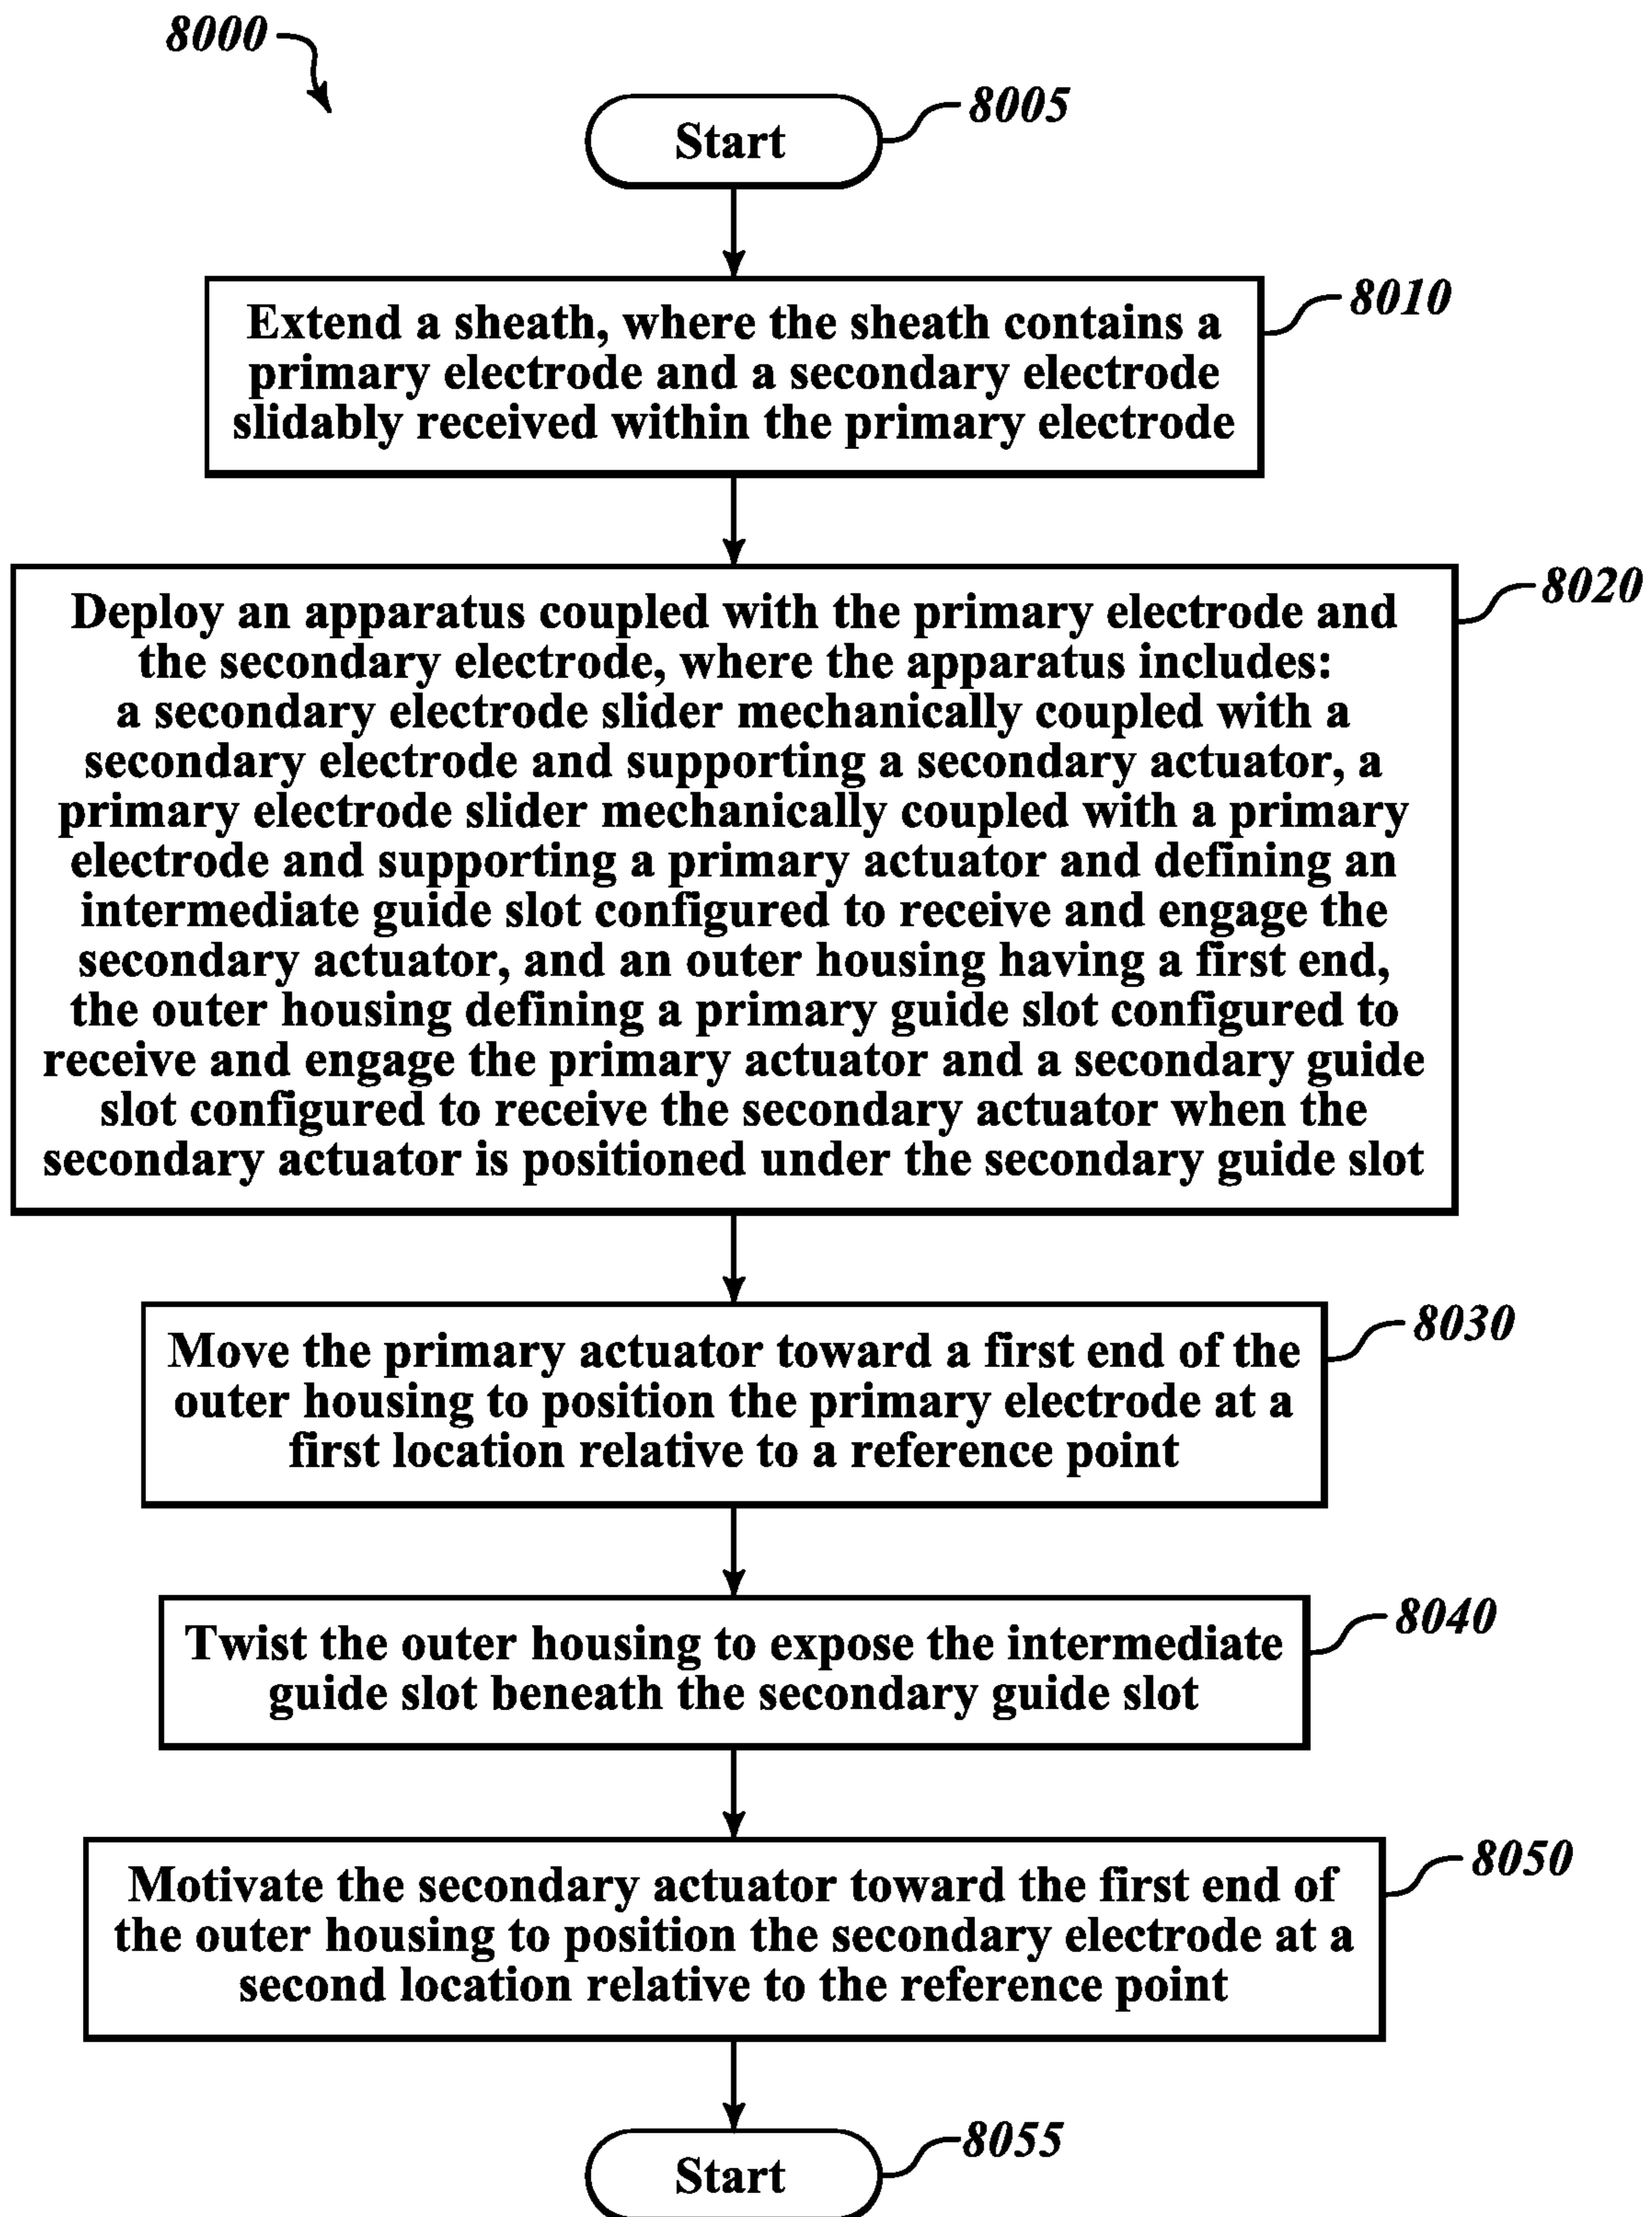 8000
Start
8005
Extend a sheath, where the sheath contains a
primary electrode and a secondary electrode
slidably received within the primary electrode
8010
Deploy an apparatus coupled with the primary electrode and
the secondary electrode, where the apparatus includes:
a secondary electrode slider mechanically coupled with a
secondary electrode and supporting a secondary actuator, a
primary electrode slider mechanically coupled with a primary
electrode and supporting a primary actuator and defining an
intermediate guide slot configured to receive and engage the
secondary actuator, and an outer housing having a first end,
the outer housing defining a primary guide slot configured to
receive and engage the primary actuator and a secondary guide
slot configured to receive the secondary actuator when the
secondary actuator is positioned under the secondary guide slot
8020
Move the primary actuator toward a first end of the
outer housing to position the primary electrode at a
first location relative to a reference point
8030
Twist the outer housing to expose the intermediate
guide slot beneath the secondary guide slot
8040
Motivate the secondary actuator toward the first end of
the outer housing to position the secondary electrode at a
second location relative to the reference point
8050
Start
8055